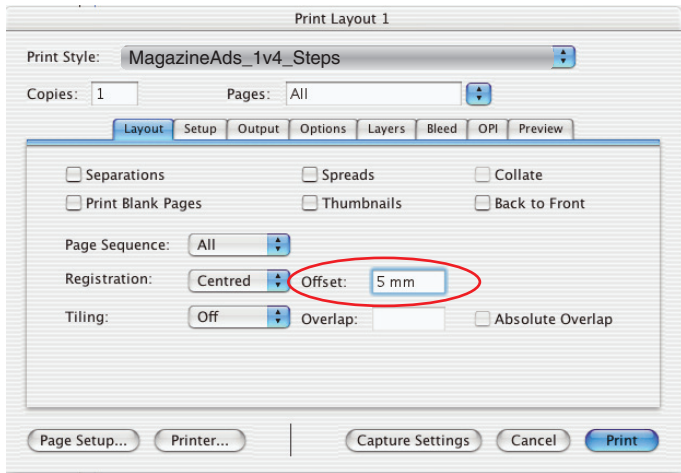 Print Layout 1
Print Style: MagazineAds_1v4_Steps
Copies: 1 Pages: All
Layout Setup Output Options Layers Bleed OPI Preview
Separations Spreads Collate
Print Blank Pages Thumbnails Back to Front
Page Sequence: All
Registration: Centred Offset: 5 mm
Tiling: Off Overlap: Absolute Overlap
Page Setup... Printer... Capture Settings Cancel Print